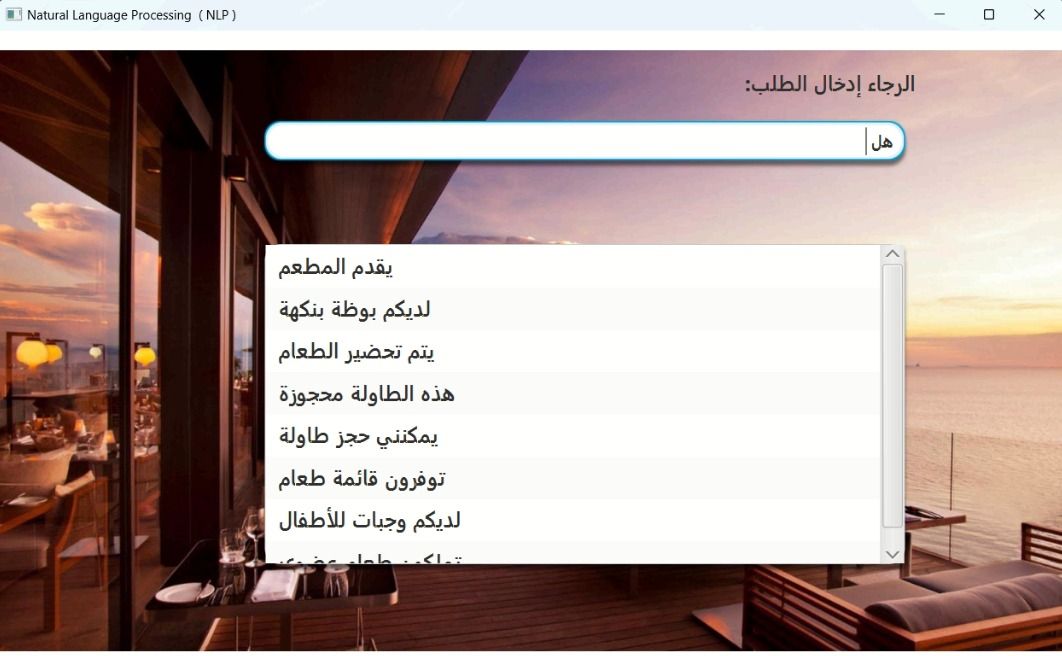 Natural Language Processing ( NLP )
الرجاء إدخال الطلب:
هل
يقدم المطعم
لديكم بوظة بنكهة
يتم تحضير الطعام
هذه الطاولة محجوزة
يمكنني حجز طاولة
توفرون قائمة طعام
لديكم وجبات للأطفال